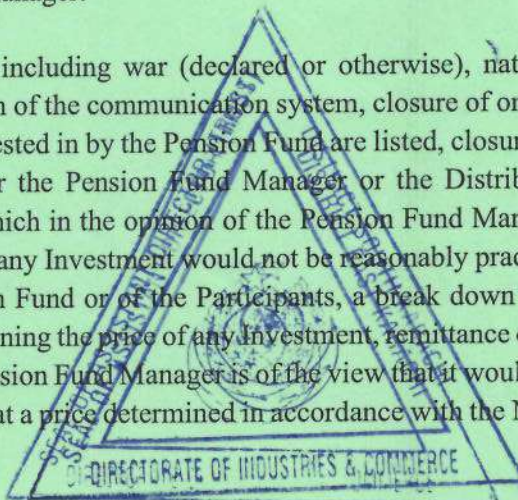 including war (declared or otherwise), nat
of the communication system, closure of or
ested in by the Pension Fund are listed, closur
the Pension Fund Manager or the Distrib
hich in the opinion of the Pension Fund Man
any Investment would not be reasonably prac
Fund or of the Participants, a break down
ning the price of any Investment, remittance
sion Fund Manager is of the view that it would
at a price determined in accordance with the
DIRECTORATE OF INDUSTRIES & COMMERCE